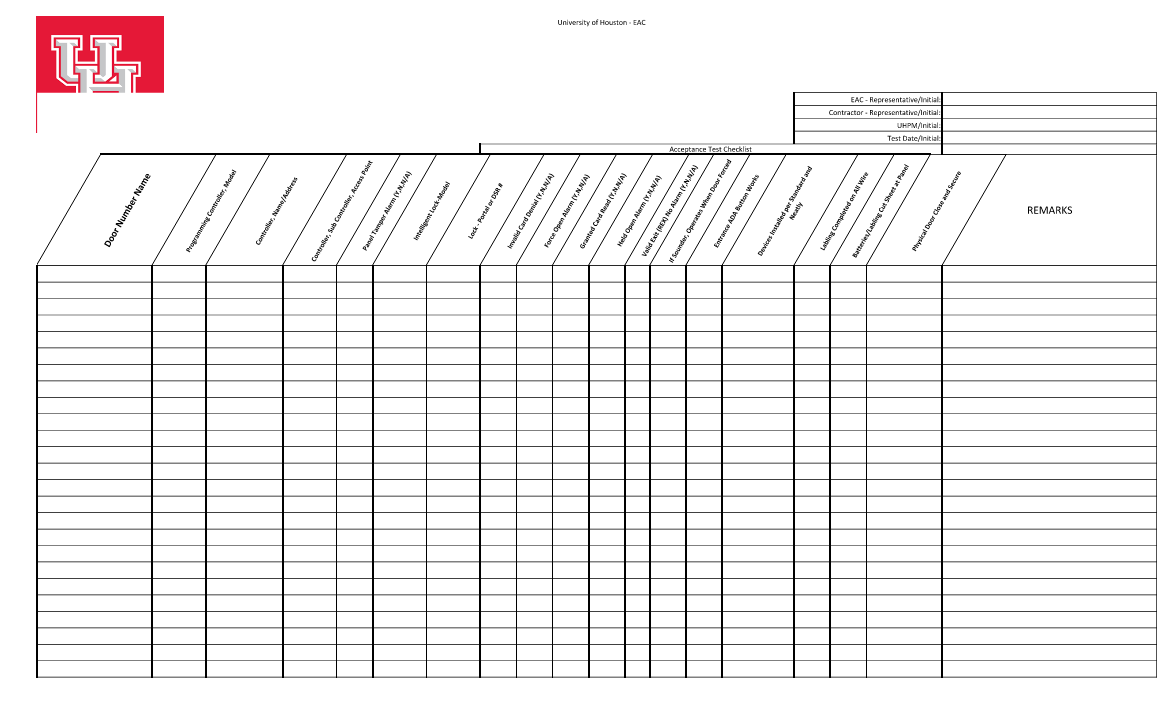 University of Houston - EAC
UH
EAC - Representative/Initial:
Contractor - Representative/Initial:
UHPM/Initial:
Test Date/Initial:
Acceptance Test Checklist
Door Number Name
Programming Controller, Model
Controller, Name/Address
Controller, Sub Controller, Access Point
Panel Tamper Alarm (Y,N,N/A)
Intelligent Lock-Model
Lock - Portal or DSR #
Invalid Card Denial (Y,N,N/A)
Force Open Alarm (Y,N,N/A)
Granted Card Read (Y,N,N/A)
Held Open Alarm (Y,N,N/A)
Valid Exit (REX) No Alarm (Y,N,N/A)
If Sounder, Operates When Door Forced
Entrance ADA Button Works
Devices Installed per Standard and
Neatly
Labling Completed on All Wire
Batteries/Labling Cut Sheet at Panel
Physical Door Close and Secure
REMARKS